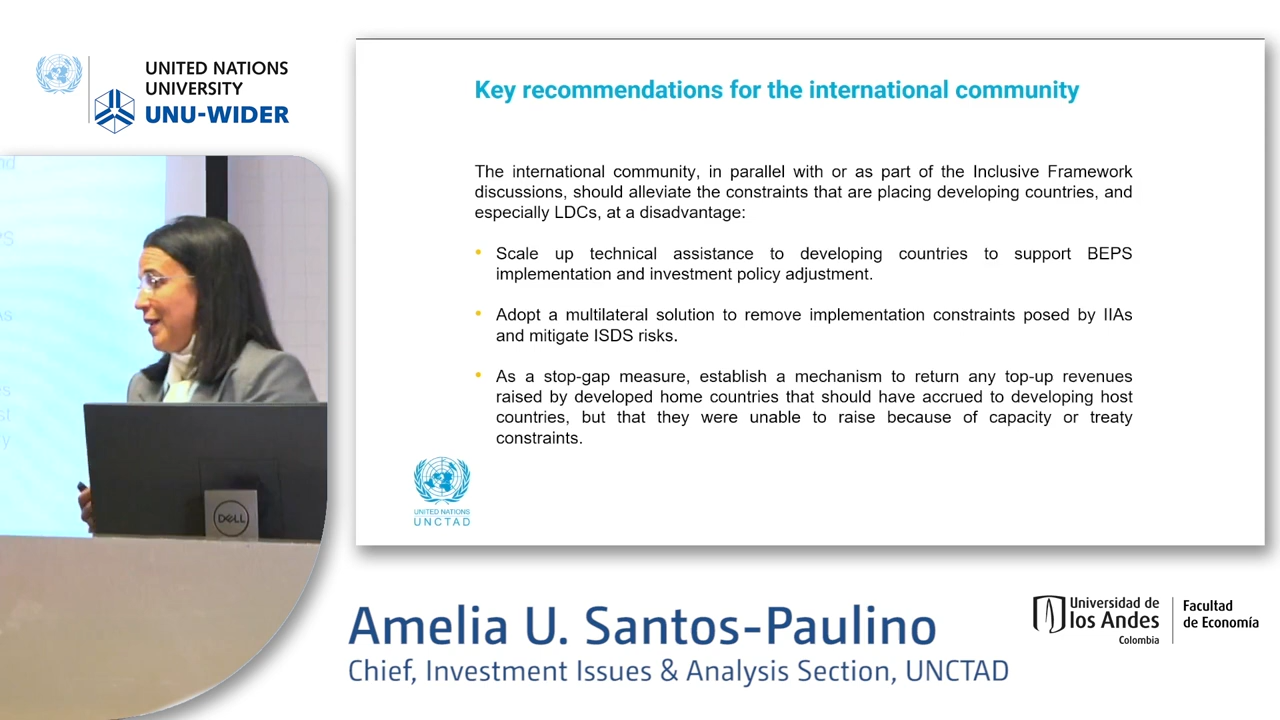 UNITED NATIONS
UNIVERSITY
UNU-WIDER
Key recommendations for the international community
The international community, in parallel with or as part of the Inclusive Framework
discussions, should alleviate the constraints that are placing developing countries, and
especially LDCs, at a disadvantage:
• Scale up technical assistance to developing countries to support BEPS
implementation and investment policy adjustment.
• Adopt a multilateral solution to remove implementation constraints posed by IIAs
and mitigate ISDS risks.
• As a stop-gap measure, establish a mechanism to return any top-up revenues
raised by developed home countries that should have accrued to developing host
countries, but that they were unable to raise because of capacity or treaty
constraints.
UNITED NATIONS
UNCTAD
DELL
Amelia U. Santos-Paulino
Chief, Investment Issues & Analysis Section, UNCTAD
Universidad de
los Andes
Colombia
Facultad
de Economía